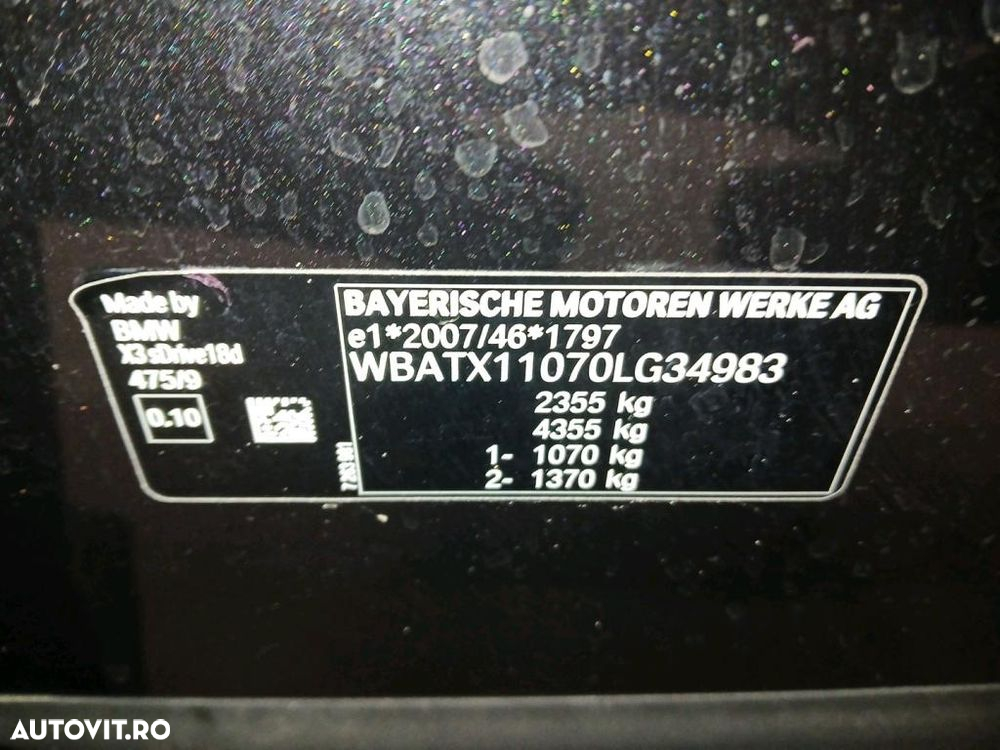 Made by
BMW
X3 sDrive18d
475/9
0.10
BAYERISCHE MOTOREN WERKE AG
e1*2007/46*1797
WBATX11070LG34983
2355 kg
4355 kg
1- 1070 kg
2- 1370 kg
AUTOVIT.RO